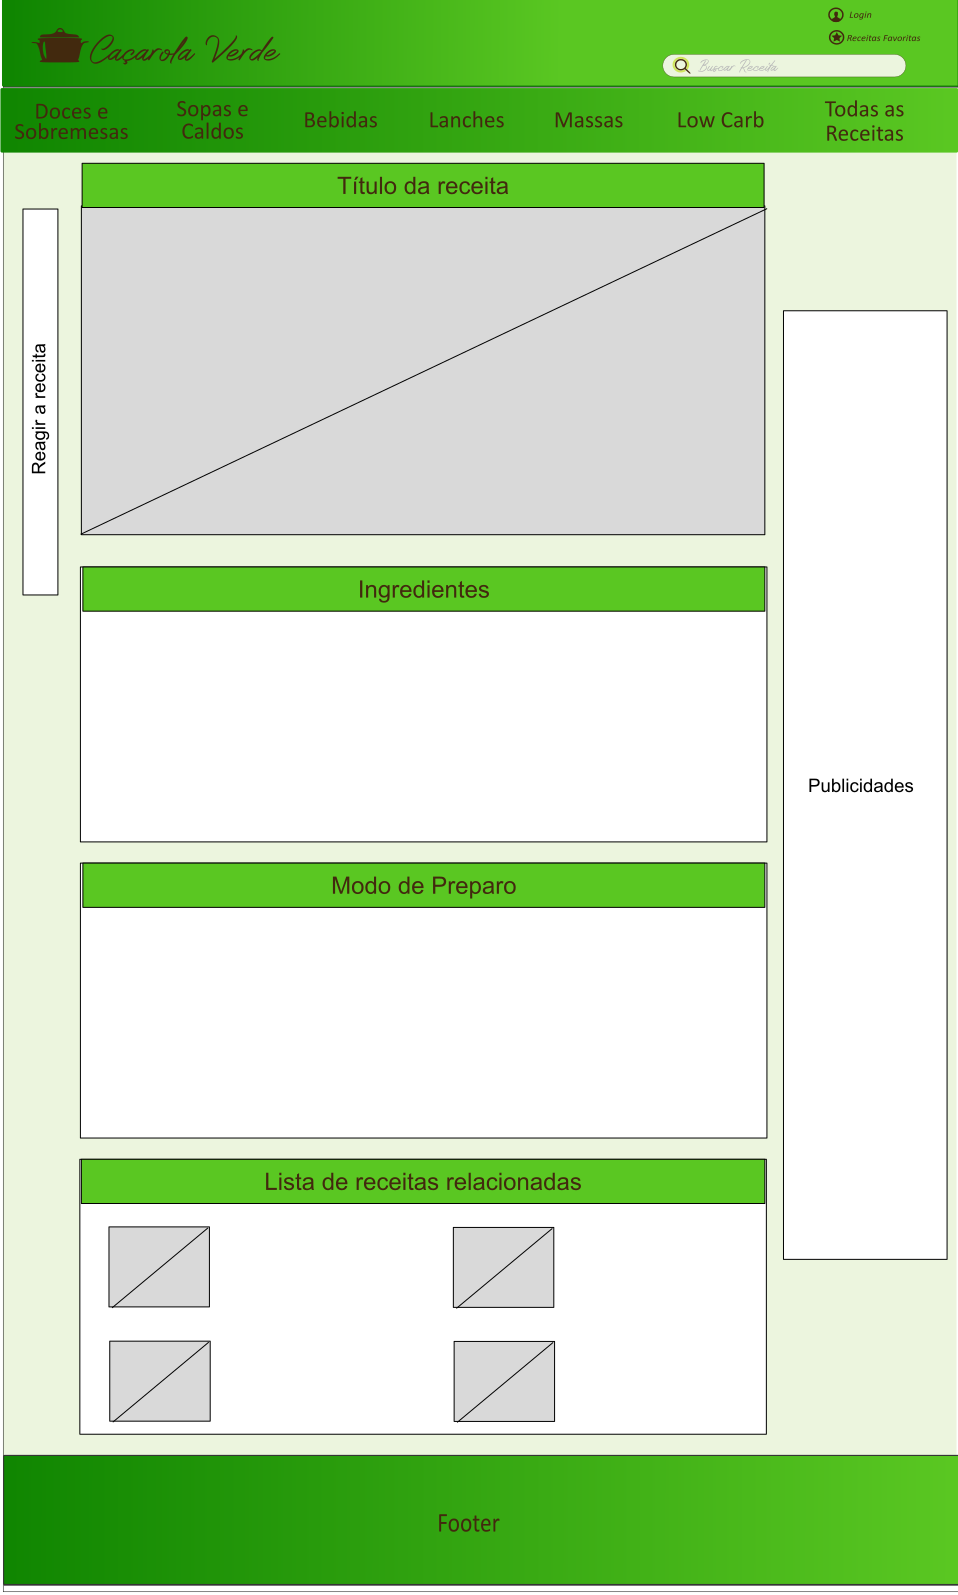 Login
Receitas Favoritas
Caçarola Verde
Buscar Receita
Doces e
Sobremesas
Sopas e
Caldos
Bebidas
Lanches
Massas
Low Carb
Todas as
Receitas
Título da receita
Reagir a receita
Ingredientes
Publicidades
Modo de Preparo
Lista de receitas relacionadas
Footer